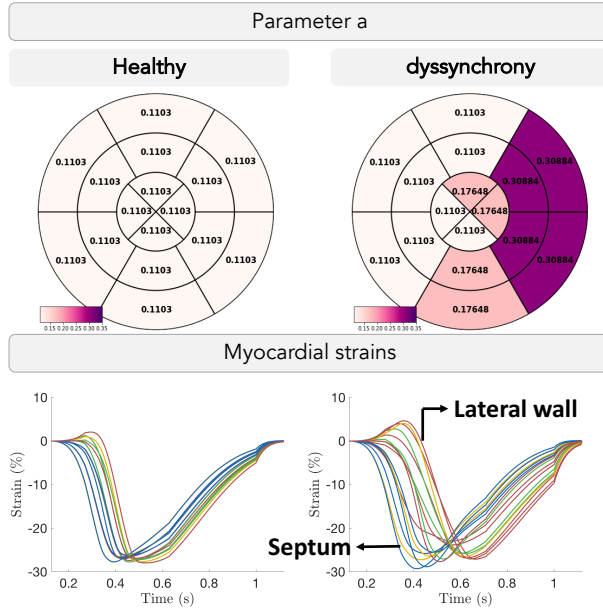 Parameter a
Healthy
dyssynchrony
0.1103
0.1103
0.1103
0.1103
0.1103
0.1103
0.1103
0.1103 0.1103
0.1103
0.1103
0.1103
0.1103
0.1103
0.1103
0.1103
0.15 0.20 0.25 0.30 0.35
0.1103
0.1103
0.30884
0.1103
0.1103
0.30884
0.17648
0.1103 0.17648
0.1103
0.1103
0.30884
0.1103
0.30884
0.17648
0.17648
0.15 0.20 0.25 0.30 0.35
Myocardial strains
10
0
-10
-20
-30
Strain (%)
0.2 0.4 0.6 0.8 1
Time (s)
10
0
-10
-20
-30
Strain (%)
0.2 0.4 0.6 0.8 1
Time (s)
Lateral wall
Septum